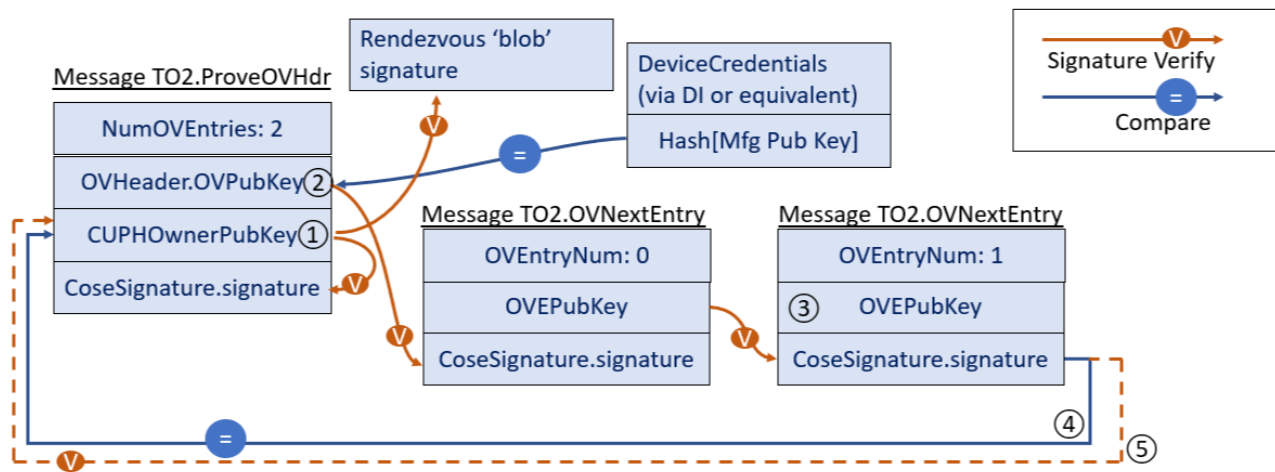 Rendezvous ‘blob’
signature
DeviceCredentials
(via DI or equivalent)
Hash[Mfg Pub Key]
V
Signature Verify
=
Compare
Message TO2.ProveOVHdr
NumOVEntries: 2
OVHeader.OVPubKey ②
CUPHOwnerPubKey ①
CoseSignature.signature
V
=
V
Message TO2.OVNextEntry
OVEntryNum: 0
OVEPubKey
CoseSignature.signature
V
V
Message TO2.OVNextEntry
OVEntryNum: 1
③ OVEPubKey
CoseSignature.signature
④
⑤
=
V